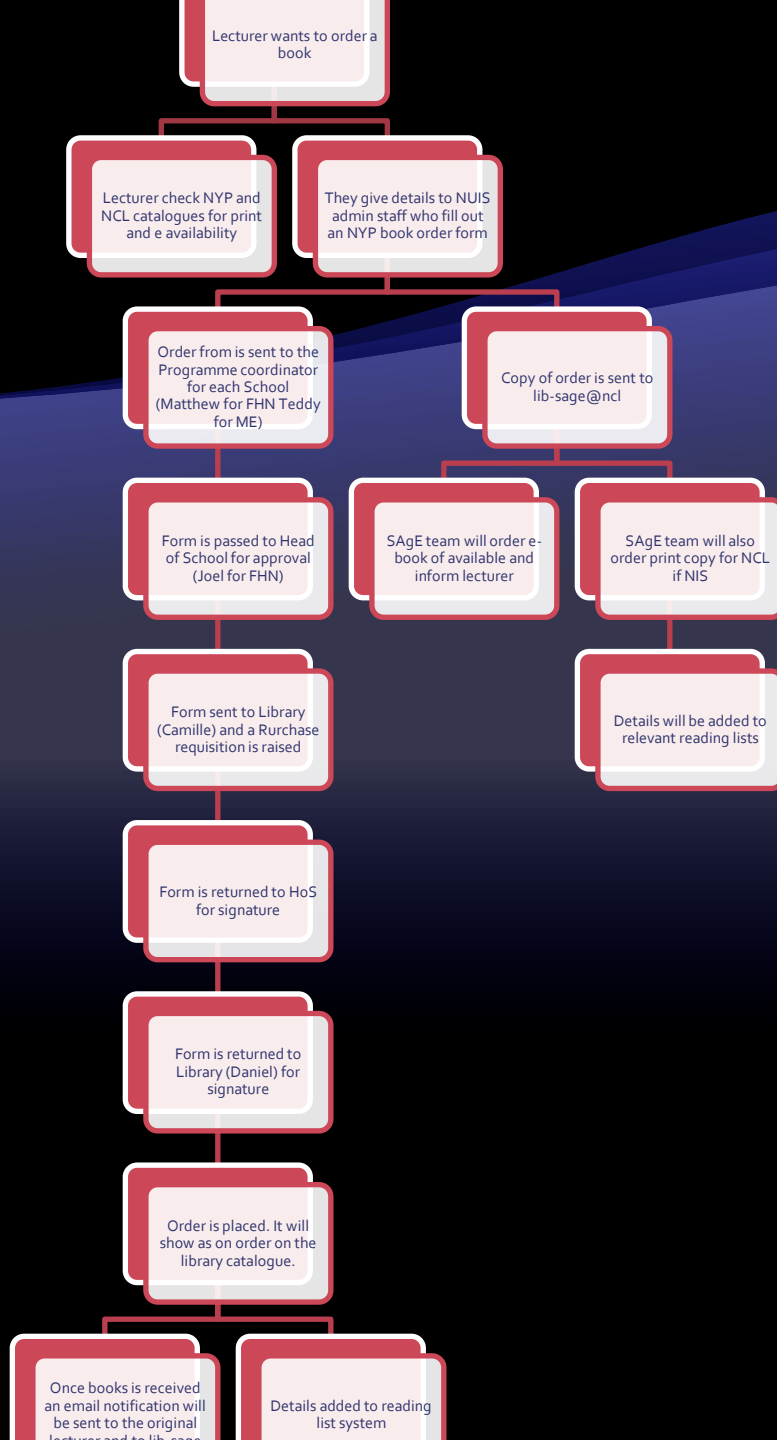 Lecturer wants to order a
book
Lecturer check NYP and
NCL catalogues for print
and e availability
They give details to NUIS
admin staff who fill out
an NYP book order form
Order from is sent to the
Programme coordinator
for each School
(Matthew for FHN Teddy
for ME)
Copy of order is sent to
lib-sage@ncl
Form is passed to Head
of School for approval
(Joel for FHN)
SAgE team will order e-
book of available and
inform lecturer
SAgE team will also
order print copy for NCL
if NIS
Form sent to Library
(Camille) and a Rurchase
requisition is raised
Details will be added to
relevant reading lists
Form is returned to HoS
for signature
Form is returned to
Library (Daniel) for
signature
Order is placed. It will
show as on order on the
library catalogue.
Once books is received
an email notification will
be sent to the original
lecturer and to lib-sage
Details added to reading
list system